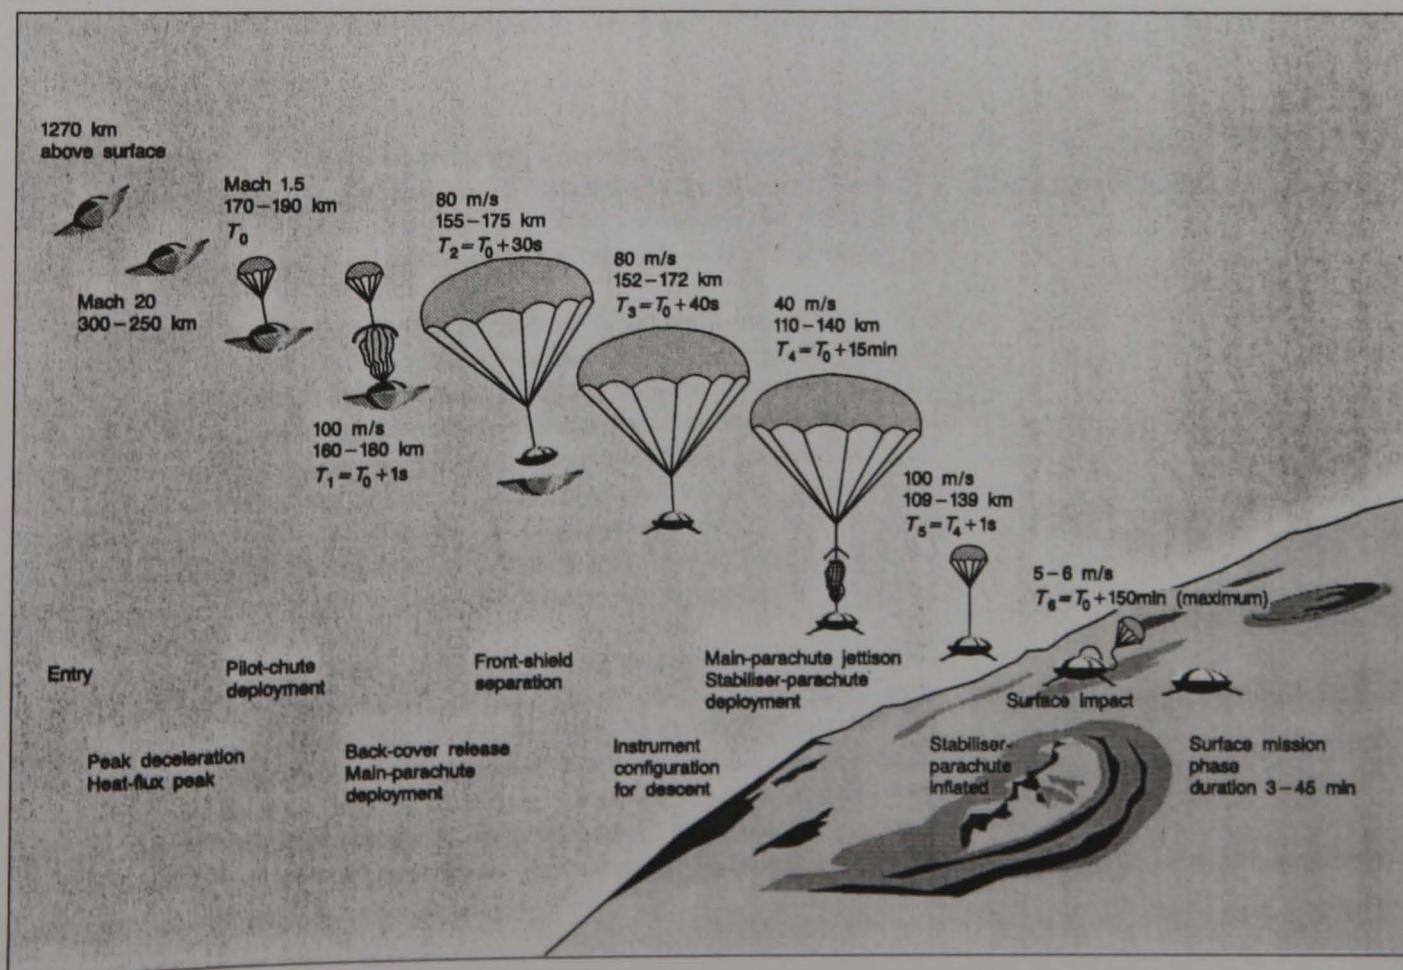 1270 km
above surface
Mach 20
300–250 km
Mach 1.5
170–190 km
T₀
100 m/s
160–180 km
T₁=T₀+1s
80 m/s
155–175 km
T₂=T₀+30s
80 m/s
152–172 km
T₃=T₀+40s
40 m/s
110–140 km
T₄=T₀+15min
100 m/s
109–139 km
T₅=T₄+1s
5–6 m/s
T₆=T₀+150min (maximum)
Entry
Pilot-chute
deployment
Front-shield
separation
Main-parachute jettison
Stabiliser-parachute
deployment
Surface impact
Peak deceleration
Heat-flux peak
Back-cover release
Main-parachute
deployment
Instrument
configuration
for descent
Stabiliser-
parachute
inflated
Surface mission
phase
duration 3–45 min